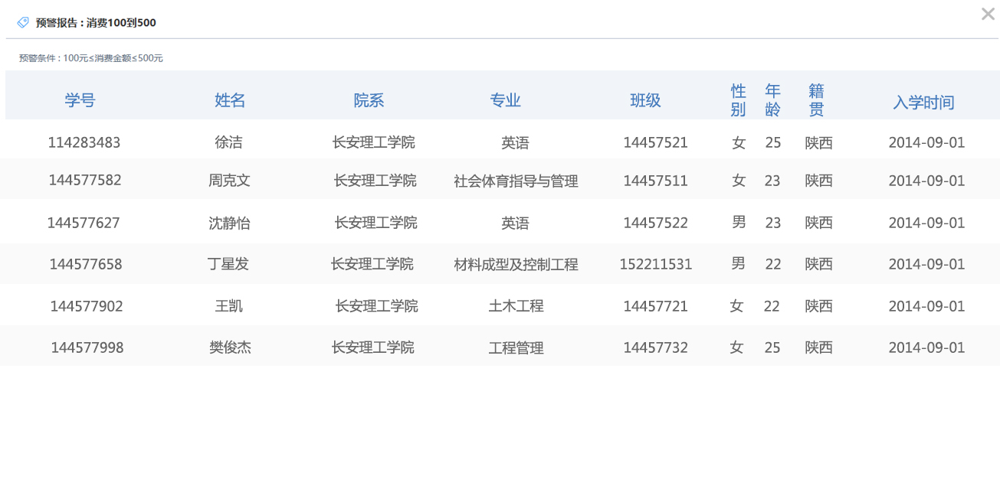 预警报告 : 消费100到500
预警条件 : 100元≤消费金额≤500元
学号 姓名 院系 专业 班级 性别 年龄 籍贯 入学时间
114283483 徐洁 长安理工学院 英语 14457521 女 25 陕西 2014-09-01
144577582 周克文 长安理工学院 社会体育指导与管理 14457511 女 23 陕西 2014-09-01
144577627 沈静怡 长安理工学院 英语 14457522 男 23 陕西 2014-09-01
144577658 丁星发 长安理工学院 材料成型及控制工程 152211531 男 22 陕西 2014-09-01
144577902 王凯 长安理工学院 土木工程 14457721 女 22 陕西 2014-09-01
144577998 樊俊杰 长安理工学院 工程管理 14457732 女 25 陕西 2014-09-01